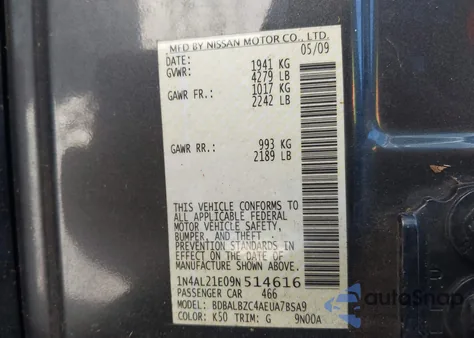 MFD BY NISSAN MOTOR CO., LTD.
DATE: 05/09
GVWR: 1941 KG
4279 LB
GAWR FR.: 1017 KG
2242 LB
GAWR RR.: 993 KG
2189 LB
THIS VEHICLE CONFORMS TO
ALL APPLICABLE FEDERAL
MOTOR VEHICLE SAFETY,
BUMPER, AND THEFT
PREVENTION STANDARDS
IN EFFECT ON THE DATE OF
MANUFACTURE SHOWN ABOVE.
1N4AL21E09N514616
PASSENGER CAR 466
MODEL: BDBALBZC4AEUA7BSA9
COLOR: K50 TRIM: G 9N00A
autoSnap